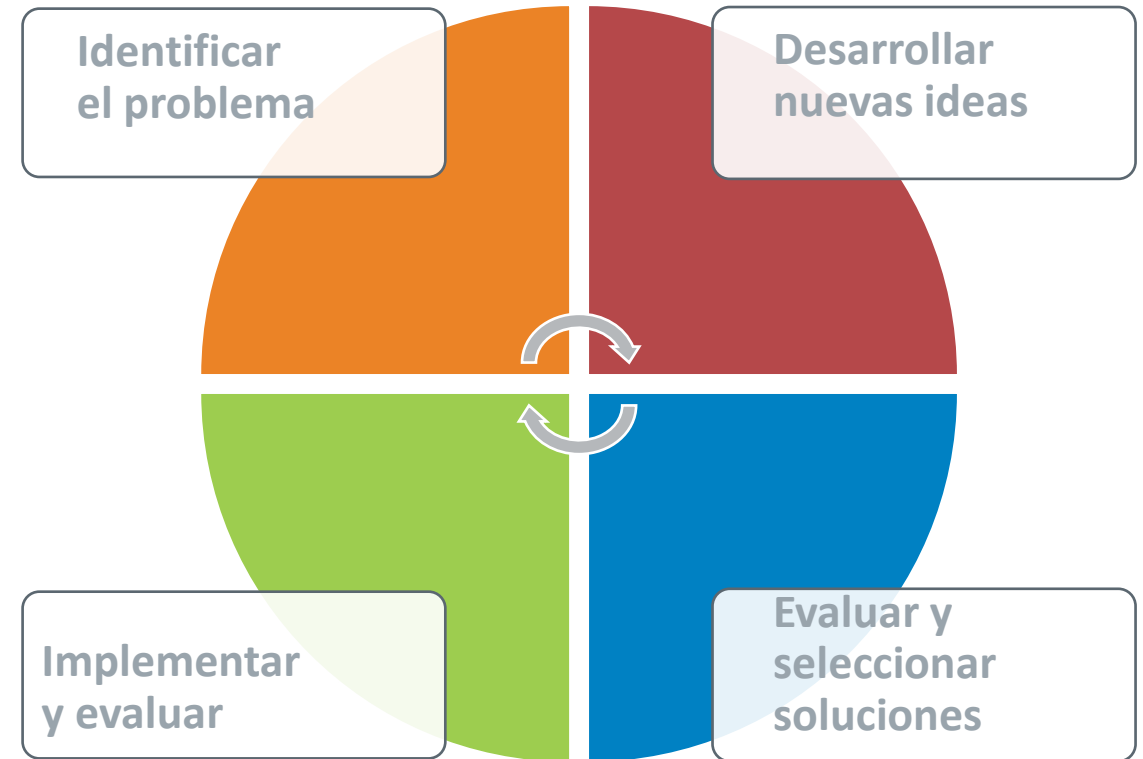 Identificar
el problema
Desarrollar
nuevas ideas
Implementar
y evaluar
Evaluar y
seleccionar
soluciones